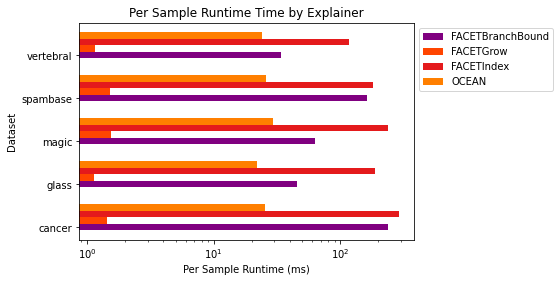 Per Sample Runtime Time by Explainer
FACETBranchBound
FACETGrow
FACETIndex
OCEAN
Dataset
vertebral
spambase
magic
glass
cancer
10⁰
10¹
10²
Per Sample Runtime (ms)